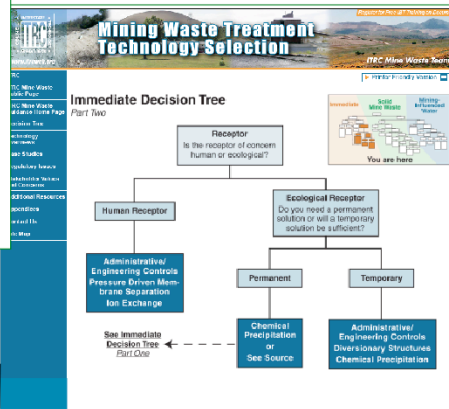 INTERSTATE
ITRC
Register for Free
Mining Waste Treatment
Technology Selection
ITRC Mine Waste Team
Printer Friendly Version
Immediate Decision Tree
Part Two
Immediate
Solid
Mine Waste
Mining-
Influenced
Water
You are here
Receptor
Is the receptor of concern
human or ecological?
Human Receptor
Ecological Receptor
Do you need a permanent
solution or will a temporary
solution be sufficient?
Administrative/
Engineering Controls
Pressure Driven Mem-
brane Separation
Ion Exchange
Permanent
Temporary
See Immediate
Decision Tree
Part One
Chemical
Precipitation
or
See Source
Administrative/
Engineering Controls
Diversionary Structures
Chemical Precipitation
Additional Resources